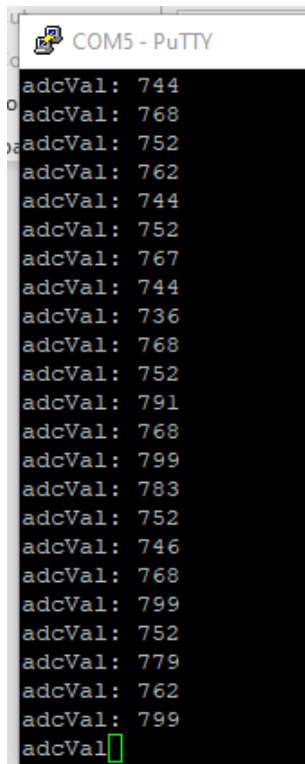 COM5 - PuTTY
adcVal: 744
adcVal: 768
adcVal: 752
adcVal: 762
adcVal: 744
adcVal: 752
adcVal: 767
adcVal: 744
adcVal: 736
adcVal: 768
adcVal: 752
adcVal: 791
adcVal: 768
adcVal: 799
adcVal: 783
adcVal: 752
adcVal: 746
adcVal: 768
adcVal: 799
adcVal: 752
adcVal: 779
adcVal: 762
adcVal: 799
adcVal